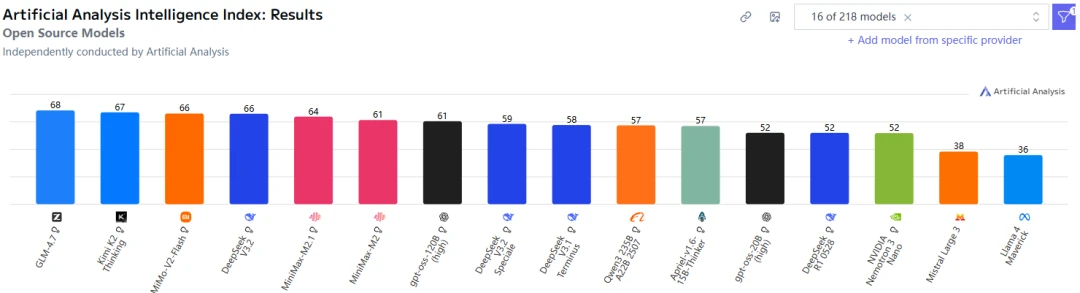 Artificial Analysis Intelligence Index: Results
Open Source Models
Independently conducted by Artificial Analysis
16 of 218 models ×
1
+ Add model from specific provider
Artificial Analysis
68
67
66
66
64
61
61
59
58
57
57
52
52
52
38
36
GLM-4.7
Kimi K2
Thinking
MiMo-V2-Flash
DeepSeek
V3.2
MiniMax-M2.1
MiniMax-M2
gpt-oss-120B
(high)
DeepSeek
V3.2
Speciale
DeepSeek
V3.1
Terminus
Qwen3 235B
A22B 2507
Apriel-v1.6-
15B-Thinker
gpt-oss-20B
(high)
DeepSeek
R1 0528
NVIDIA
Nemotron 3
Nano
Mistral Large 3
Llama 4
Maverick